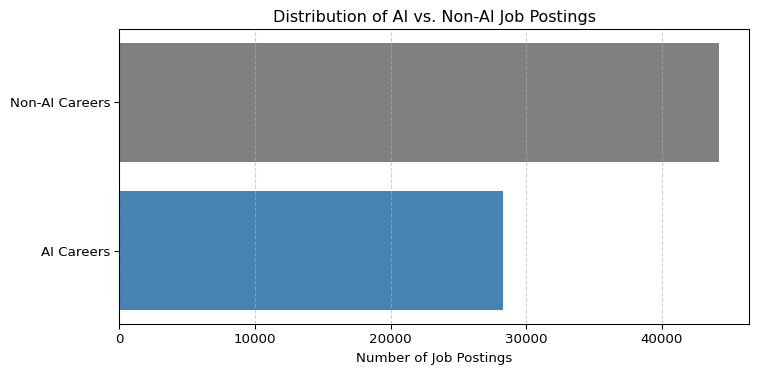 Distribution of AI vs. Non-AI Job Postings
Non-AI Careers
AI Careers
0 10000 20000 30000 40000
Number of Job Postings